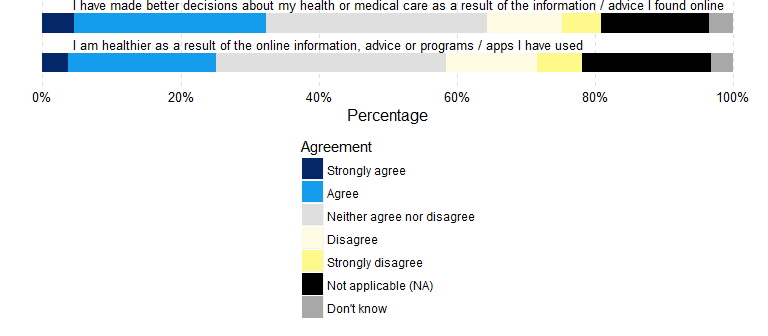 I have made better decisions about my health or medical care as a result of the information / advice I found online
I am healthier as a result of the online information, advice or programs / apps I have used
0% 20% 40% 60% 80% 100%
Percentage
Agreement
Strongly agree
Agree
Neither agree nor disagree
Disagree
Strongly disagree
Not applicable (NA)
Don't know